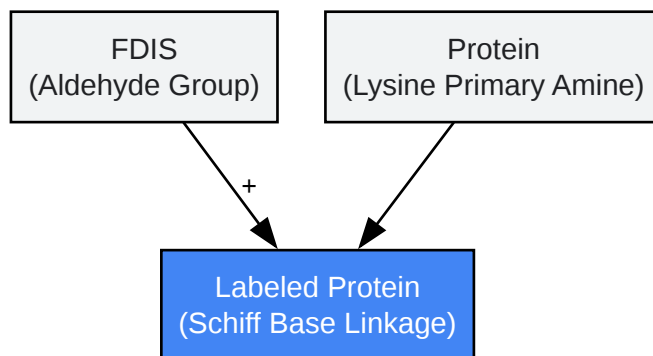 FDIS
(Aldehyde Group)
Protein
(Lysine Primary Amine)
+
Labeled Protein
(Schiff Base Linkage)